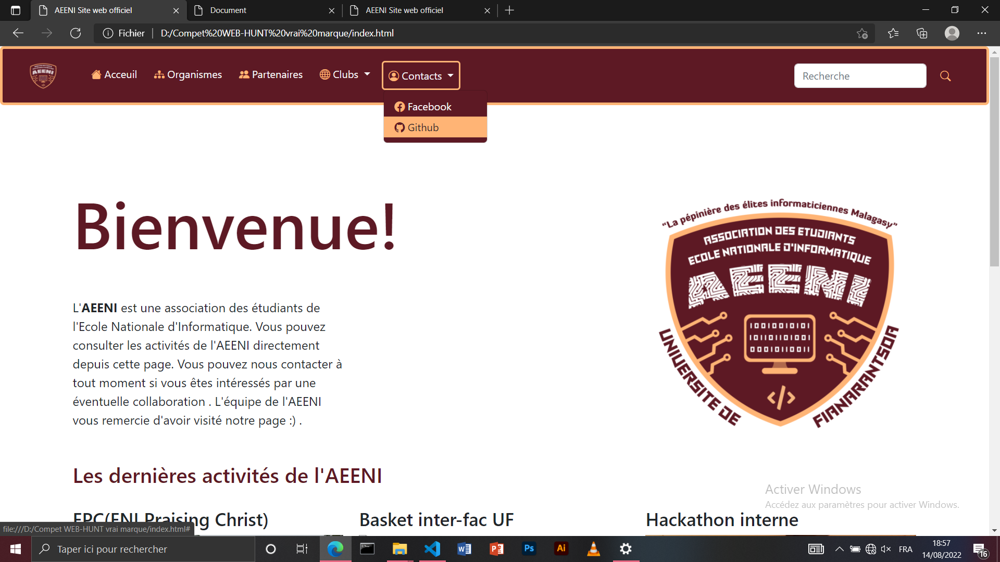 AEENI Site web officiel
Document
AEENI Site web officiel
Fichier
D:/Compet%20WEB-HUNT%20vrai%20marque/index.html
AEENI
Acceuil
Organismes
Partenaires
Clubs
Contacts
Recherche
Facebook
Github
Bienvenue!
L'AEENI est une association des étudiants de
l'Ecole Nationale d'Informatique. Vous pouvez
consulter les activités de l'AEENI directement
depuis cette page. Vous pouvez nous contacter à
tout moment si vous êtes intéressés par une
éventuelle collaboration . L'équipe de l'AEENI
vous remercie d'avoir visité notre page :) .
“La pépinière des élites informaticiennes Malagasy”
ASSOCIATION DES ETUDIANTS
ECOLE NATIONALE D'INFORMATIQUE
AEENI
10010010101
101101101001
00010110011
</>
UNIVERSITE DE
FIANARANTSOA
Les dernières activités de l'AEENI
EPC(ENI Praising Christ)
Basket inter-fac UF
Hackathon interne
Activer Windows
Accédez aux paramètres pour activer Windows.
file:///D:/Compet WEB-HUNT vrai marque/index.html#
Taper ici pour rechercher
Ps
Ai
FRA
18:57
14/08/2022
16